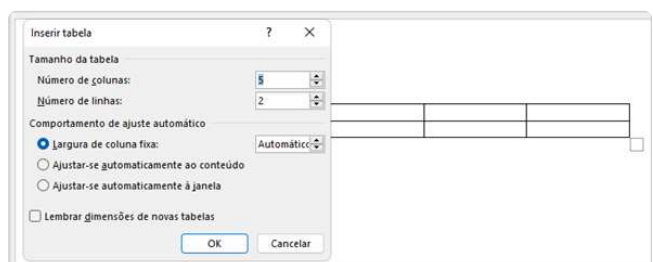 Inserir tabela ? X
Tamanho da tabela
Número de colunas: 5
Número de linhas: 2
Comportamento de ajuste automático
Largura de coluna fixa: Automático
Ajustar-se automaticamente ao conteúdo
Ajustar-se automaticamente à janela
Lembrar dimensões de novas tabelas
OK Cancelar